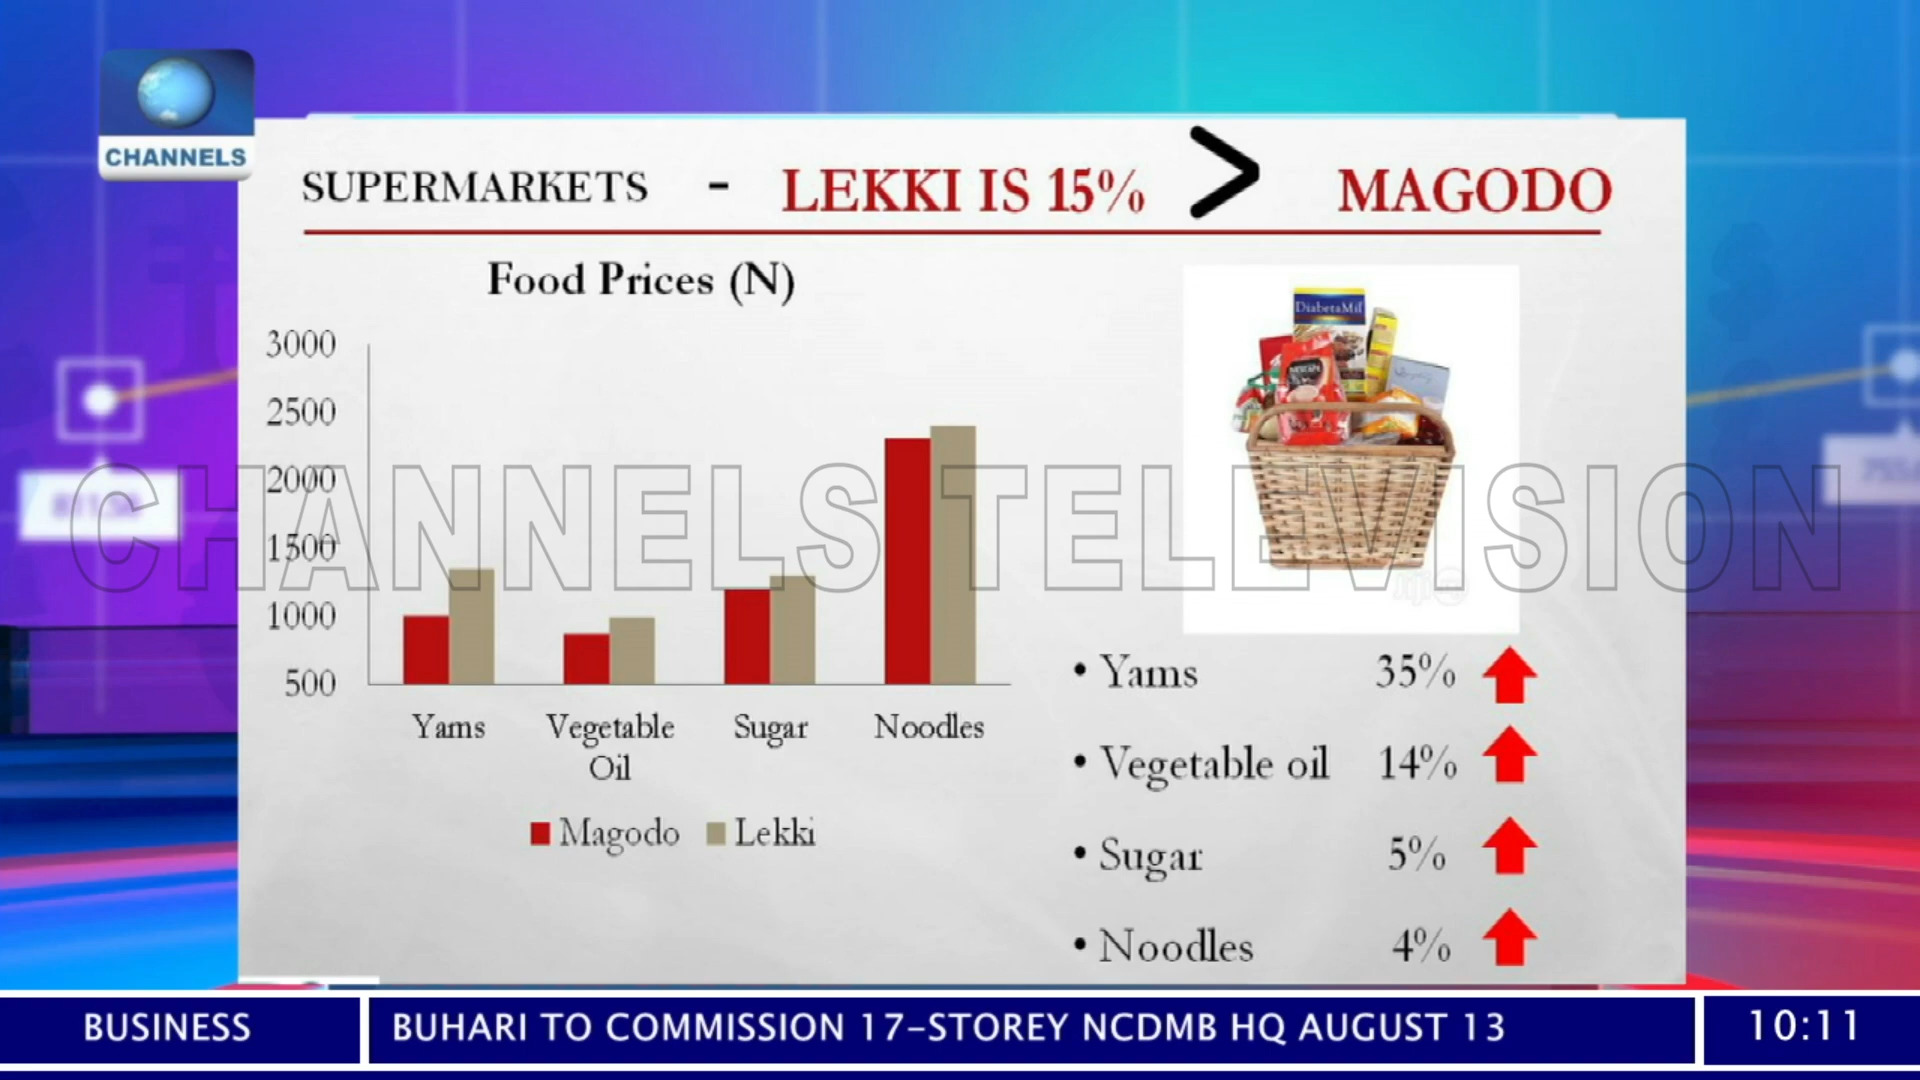 CHANNELS
SUPERMARKETS - LEKKI IS 15% > MAGODO
Food Prices (N)
3000
2500
2000
1500
1000
500
Yams
Vegetable
Oil
Sugar
Noodles
Magodo Lekki
DiabetaMil
• Yams 35%
• Vegetable oil 14%
• Sugar 5%
• Noodles 4%
CHANNELS TELEVISION
BUSINESS
BUHARI TO COMMISSION 17-STOREY NCDMB HQ AUGUST 13
10:11